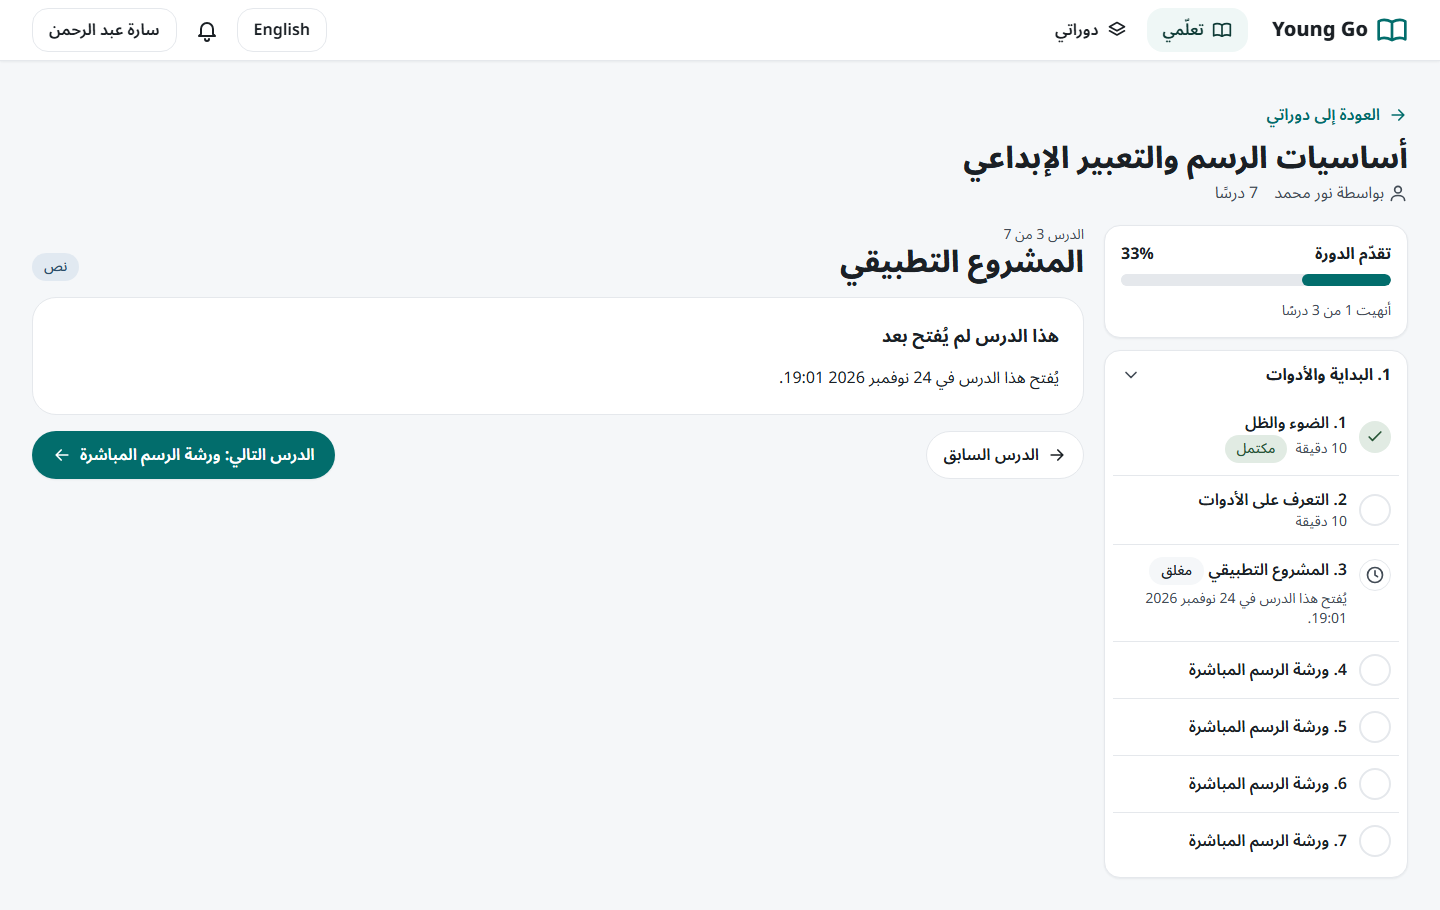 Young Go
تعلّمي
دوراتي
English
سارة عبد الرحمن
العودة إلى دوراتي
أساسيات الرسم والتعبير الإبداعي
بواسطة نور محمد
7 درسًا
تقدّم الدورة
33%
أنهيت 1 من 3 درسًا
1. البداية والأدوات
1. الضوء والظل
10 دقيقة
مكتمل
2. التعرف على الأدوات
10 دقيقة
3. المشروع التطبيقي
مغلق
يُفتح هذا الدرس في 24 نوفمبر 2026
19:01.
4. ورشة الرسم المباشرة
5. ورشة الرسم المباشرة
6. ورشة الرسم المباشرة
7. ورشة الرسم المباشرة
الدرس 3 من 7
المشروع التطبيقي
نص
هذا الدرس لم يُفتح بعد
يُفتح هذا الدرس في 24 نوفمبر 2026 19:01.
الدرس السابق
الدرس التالي: ورشة الرسم المباشرة